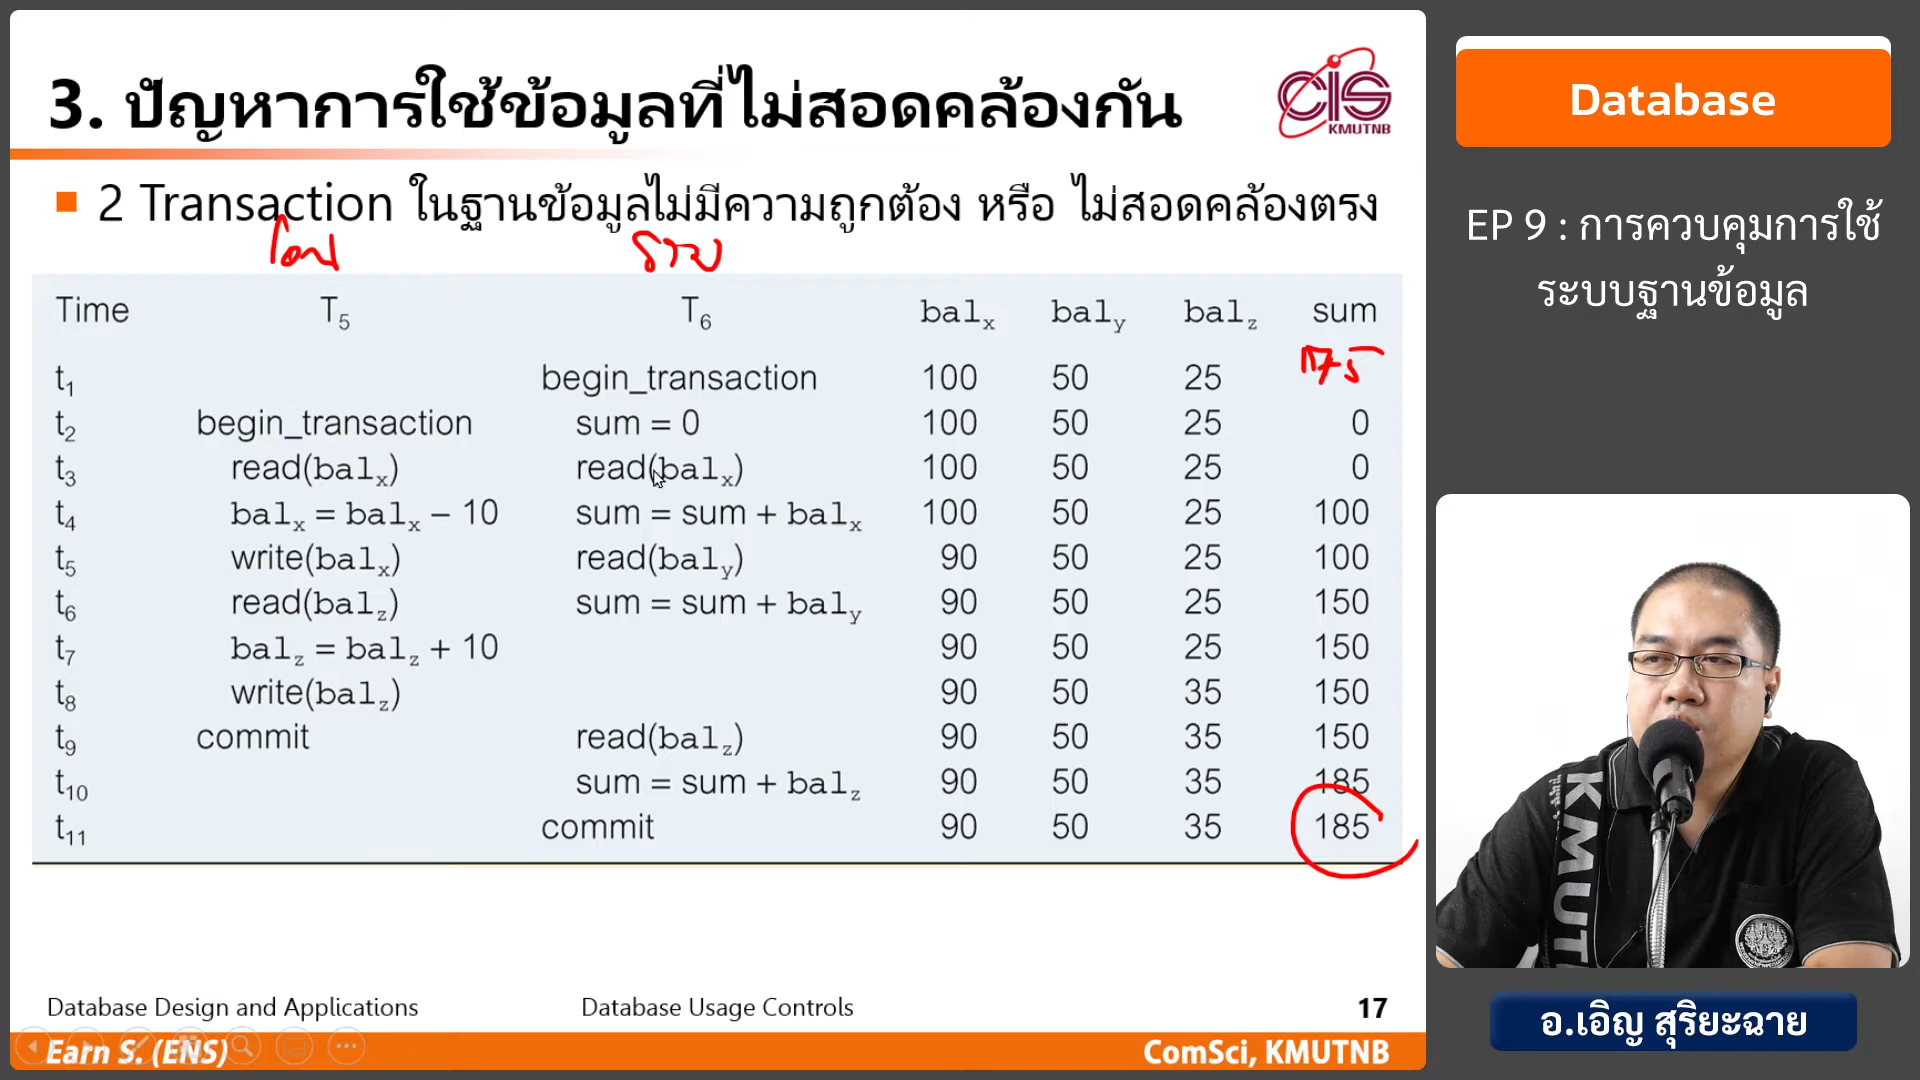 3. ปัญหาการใช้ข้อมูลที่ไม่สอดคล้องกัน
CIS
KMUTNB
2 Transaction ในฐานข้อมูลไม่มีความถูกต้อง หรือ ไม่สอดคล้องตรง
โอน
รวม
Time T5 T6 balx baly balz sum
175
t1 begin_transaction 100 50 25
t2 begin_transaction sum = 0 100 50 25 0
t3 read(balx) read(balx) 100 50 25 0
t4 balx = balx − 10 sum = sum + balx 100 50 25 100
t5 write(balx) read(baly) 90 50 25 100
t6 read(balz) sum = sum + baly 90 50 25 150
t7 balz = balz + 10 90 50 25 150
t8 write(balz) 90 50 35 150
t9 commit read(balz) 90 50 35 150
t10 sum = sum + balz 90 50 35 185
t11 commit 90 50 35 185
Database Design and Applications Database Usage Controls 17
Earn S. (ENS) ComSci, KMUTNB
Database
EP 9 : การควบคุมการใช้
ระบบฐานข้อมูล
KMUTN
อ.เอิญ สุริยะฉาย